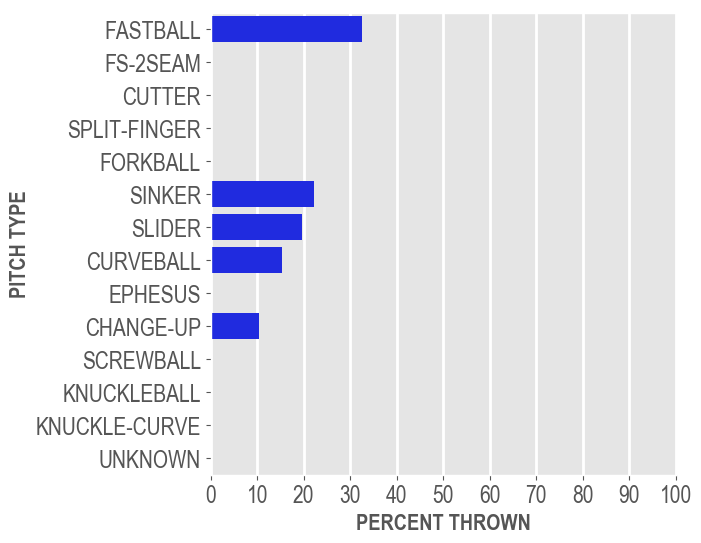 FASTBALL
FS-2SEAM
CUTTER
SPLIT-FINGER
FORKBALL
SINKER
SLIDER
CURVEBALL
EPHESUS
CHANGE-UP
SCREWBALL
KNUCKLEBALL
KNUCKLE-CURVE
UNKNOWN
PITCH TYPE
0 10 20 30 40 50 60 70 80 90 100
PERCENT THROWN